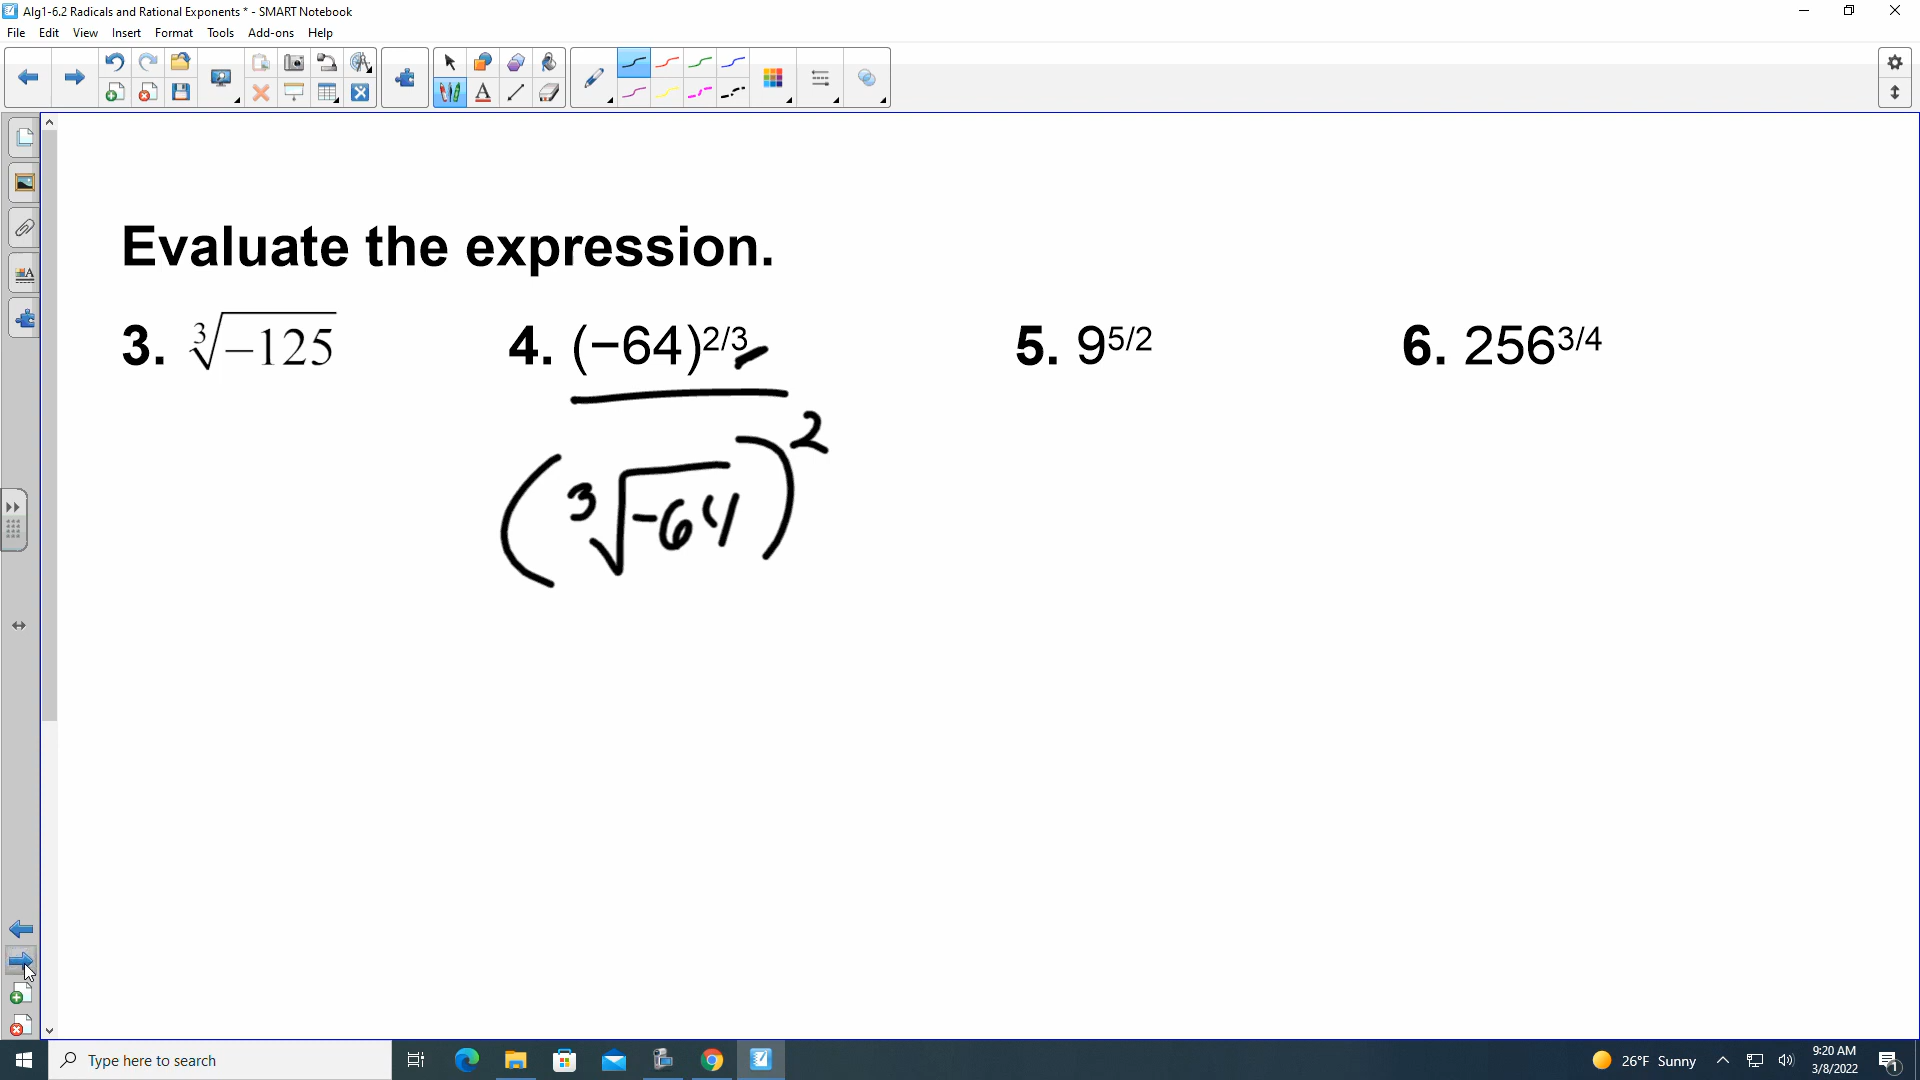 Alg1-6.2 Radicals and Rational Exponents * - SMART Notebook
File Edit View Insert Format Tools Add-ons Help
Evaluate the expression.
3. ∛−125 4. (−64)^2/3 5. 9^5/2 6. 256^3/4
(∛-64)^2
Type here to search
26°F Sunny
9:20 AM
3/8/2022
1